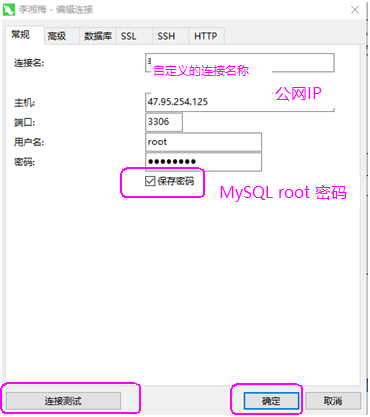 李湘梅 - 编辑连接
常规 高级 数据库 SSL SSH HTTP
连接名:
自定义的连接名称
公网IP
主机: 47.95.254.125
端口: 3306
用户名: root
密码: ●●●●●●●●
保存密码
MySQL root 密码
连接测试 确定 取消